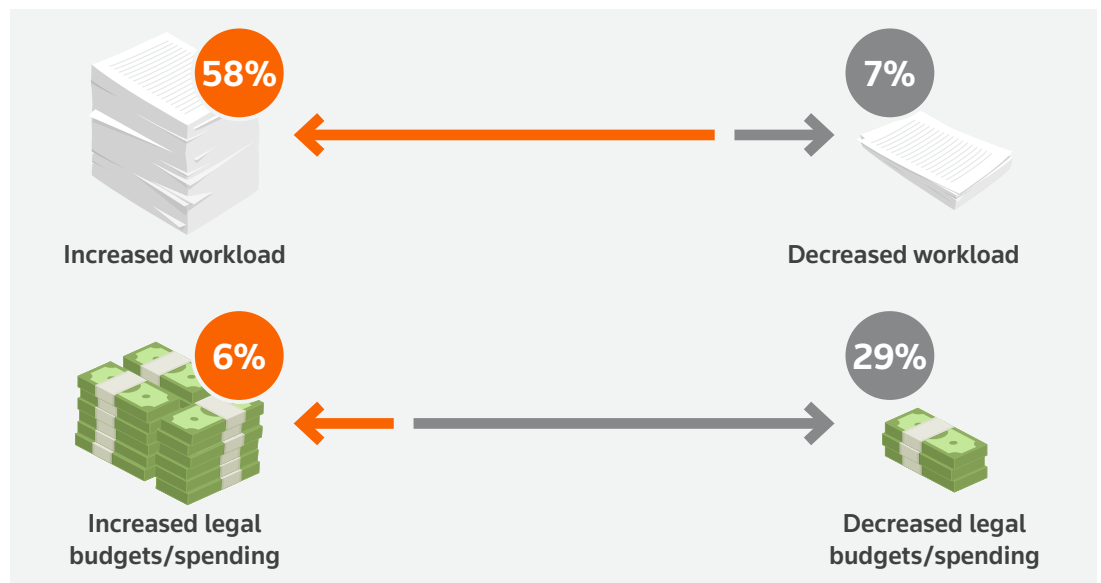 58%
7%
Increased workload
Decreased workload
6%
29%
Increased legal
budgets/spending
Decreased legal
budgets/spending